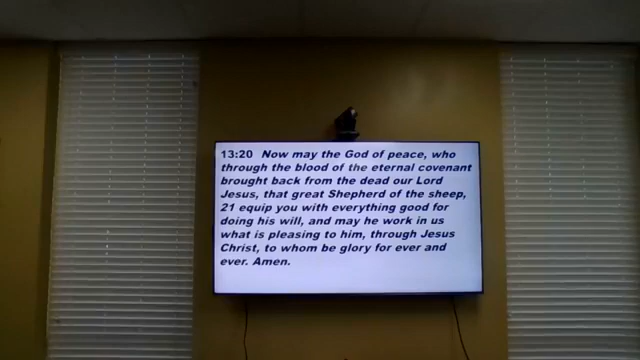 13:20 Now may the God of peace, who
through the blood of the eternal covenant
brought back from the dead our Lord
Jesus, that great Shepherd of the sheep,
21 equip you with everything good for
doing his will, and may he work in us
what is pleasing to him, through Jesus
Christ, to whom be glory for ever and
ever. Amen.